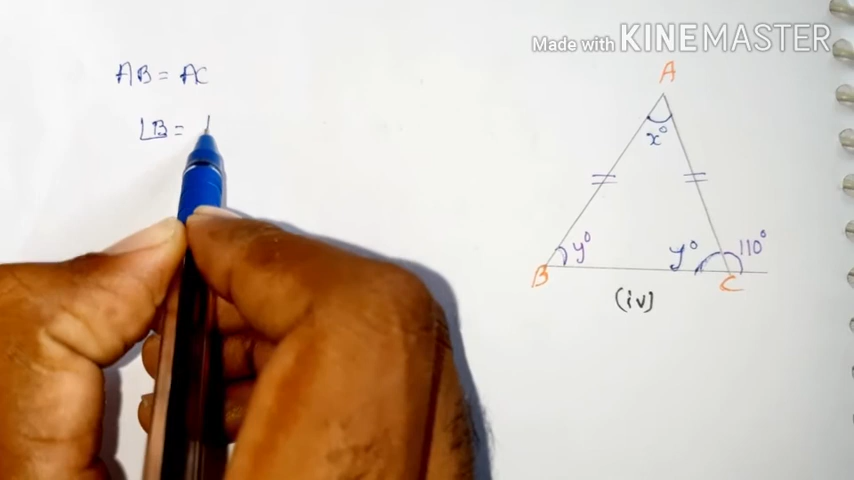 Made with KINEMASTER
AB = AC
∠B =
A
x°
B
y°
y°
110°
C
(iv)